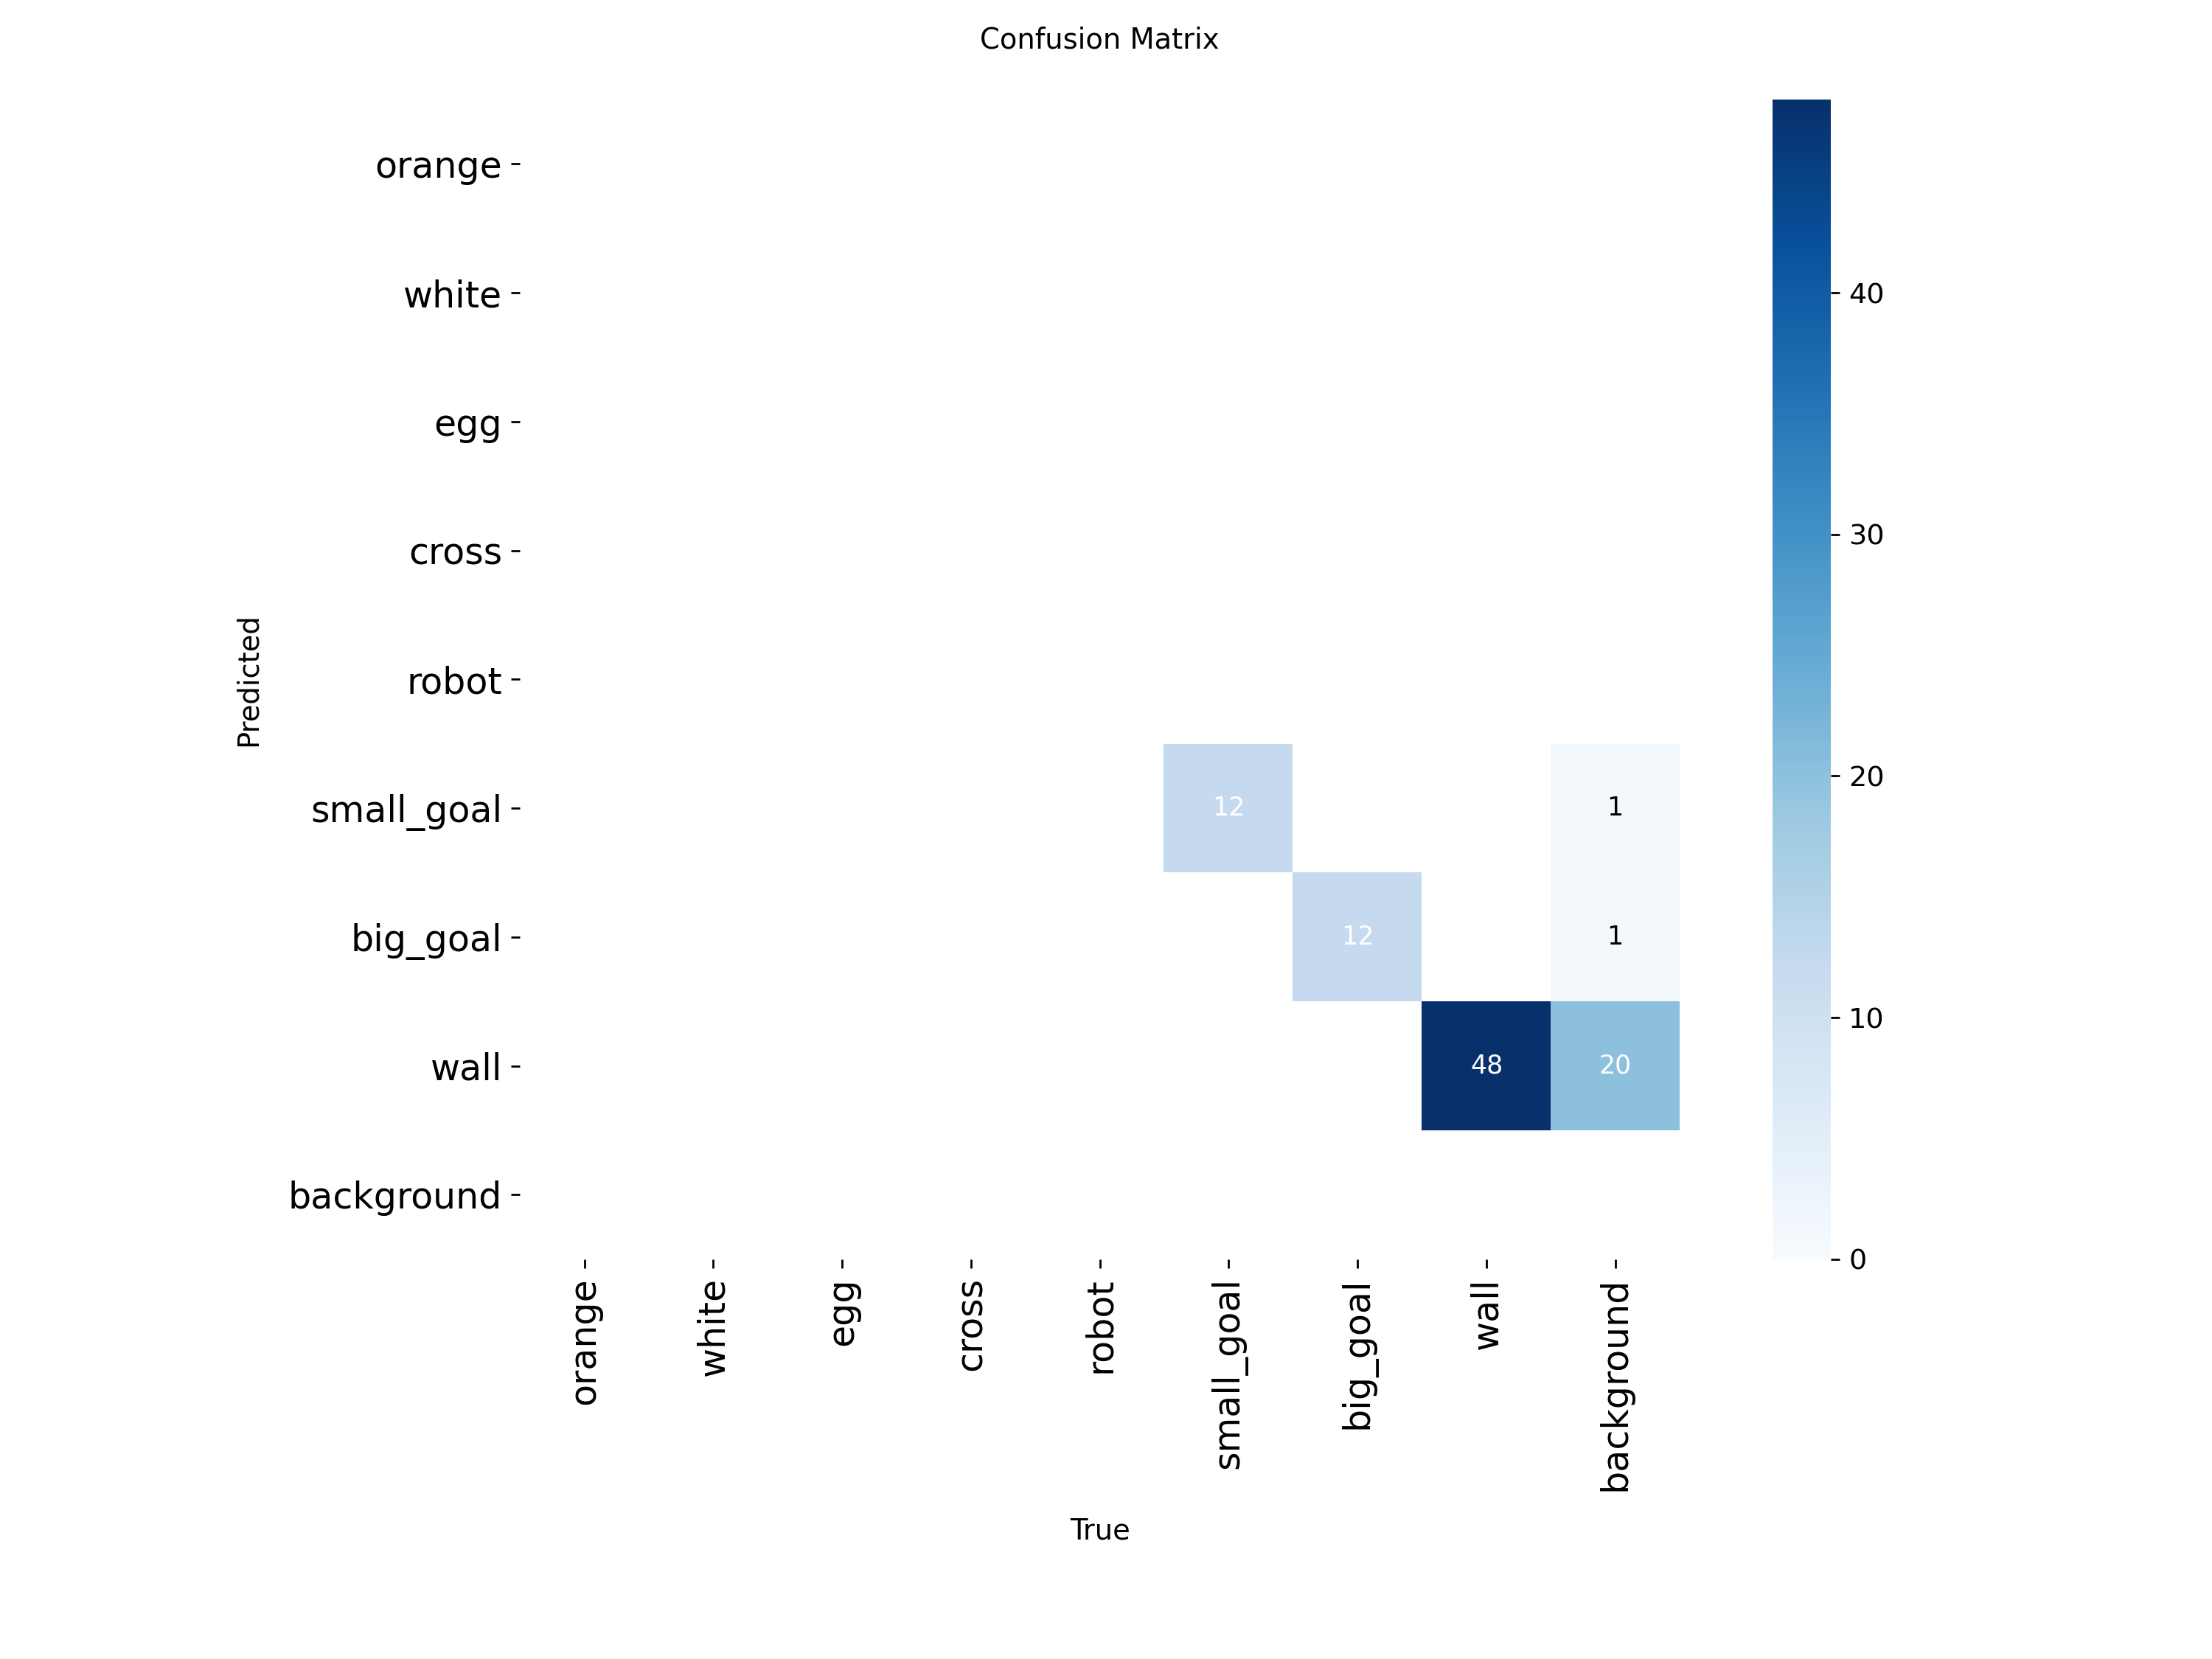 Confusion Matrix
orange
white
egg
cross
robot
small_goal
big_goal
wall
background
Predicted
12
1
12
1
48
20
orange
white
egg
cross
robot
small_goal
big_goal
wall
background
True
40
30
20
10
0